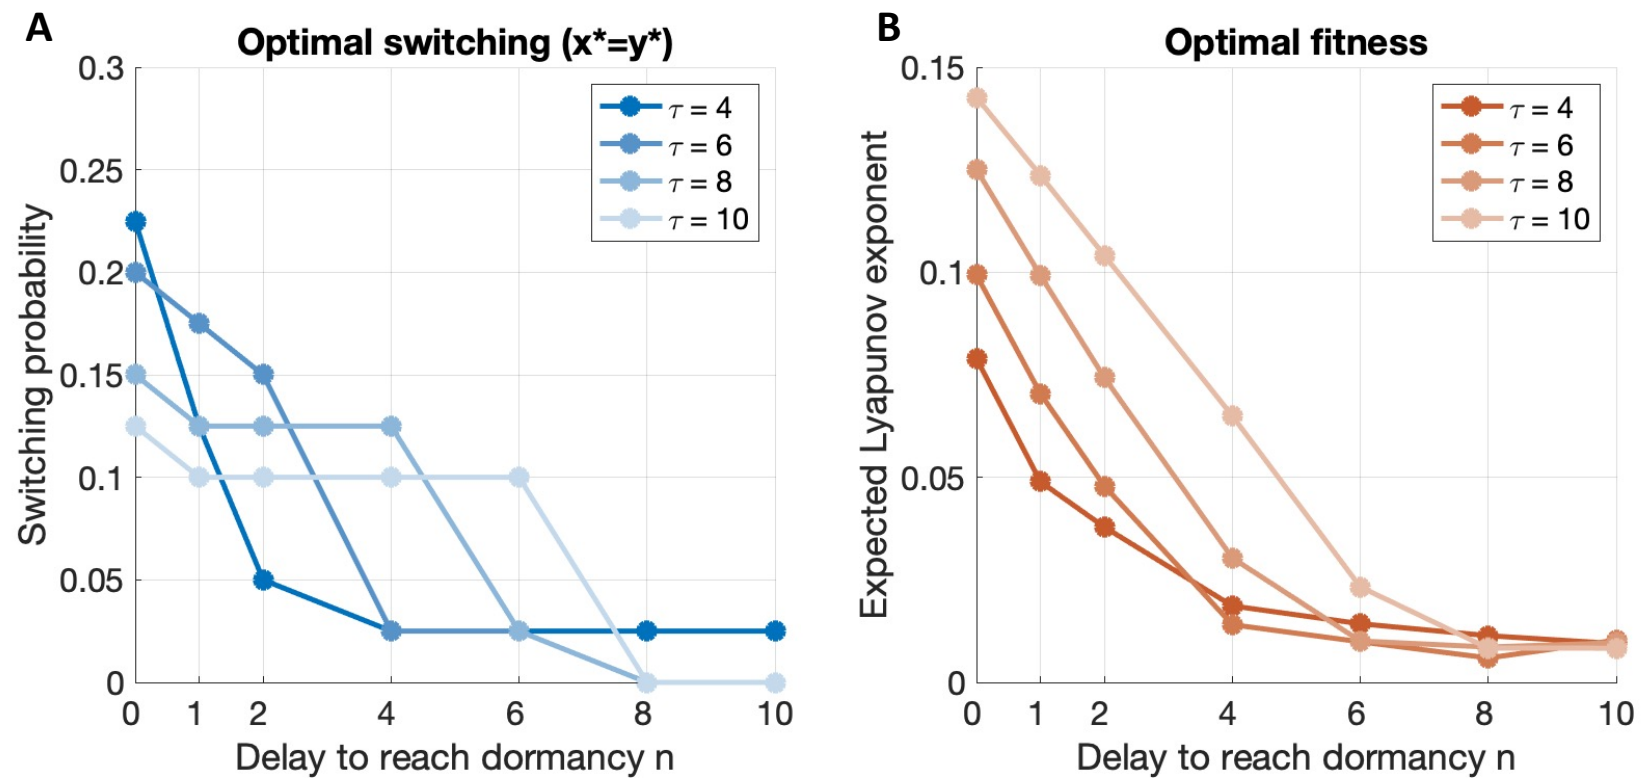 A
Optimal switching (x*=y*)
0.3
0.25
0.2
0.15
0.1
0.05
0
Switching probability
τ = 4
τ = 6
τ = 8
τ = 10
0 1 2 4 6 8 10
Delay to reach dormancy n
B
Optimal fitness
0.15
0.1
0.05
0
Expected Lyapunov exponent
τ = 4
τ = 6
τ = 8
τ = 10
0 1 2 4 6 8 10
Delay to reach dormancy n